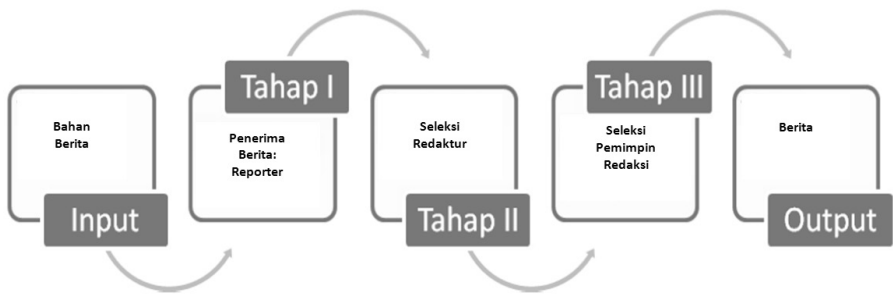 Bahan
Berita
Input
Tahap I
Penerima
Berita:
Reporter
Seleksi
Redaktur
Tahap II
Tahap III
Seleksi
Pemimpin
Redaksi
Berita
Output